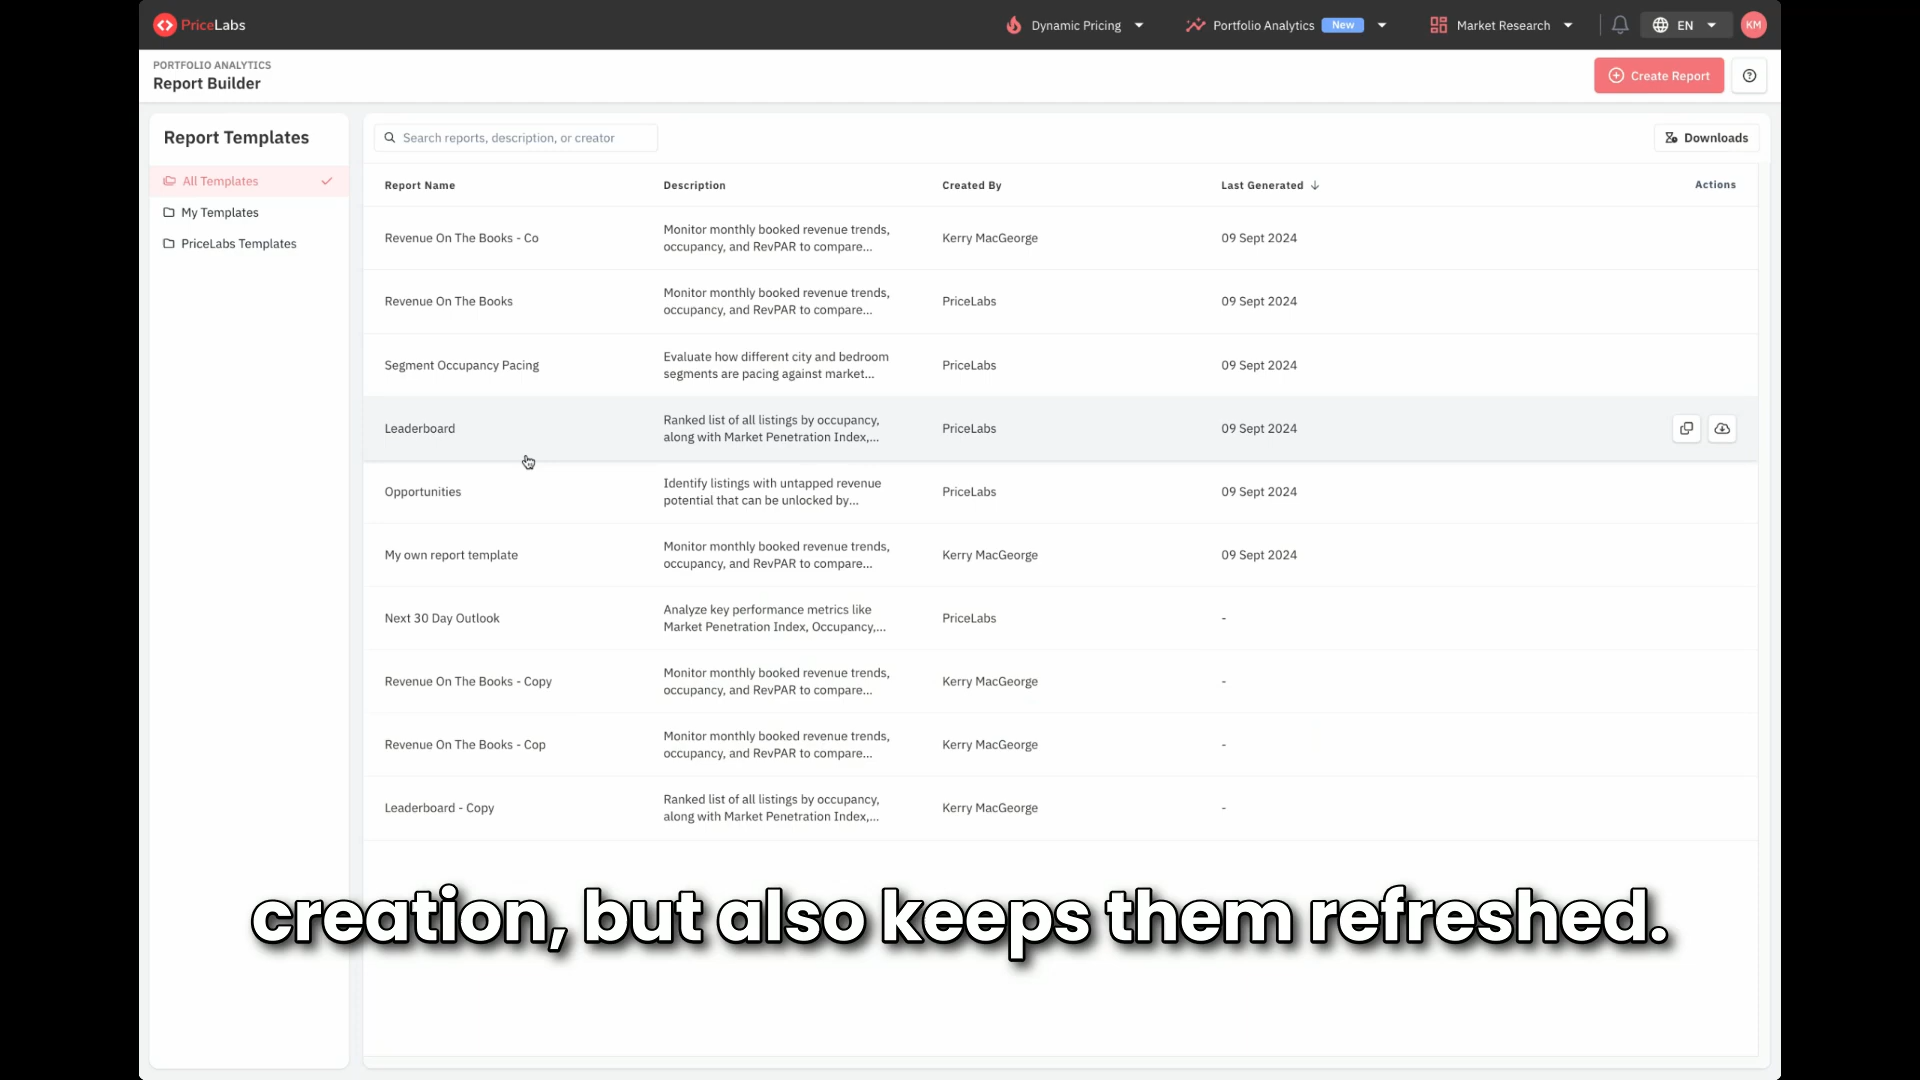 PriceLabs
Dynamic Pricing
Portfolio Analytics New
Market Research
EN
KM
PORTFOLIO ANALYTICS
Report Builder
Create Report
Report Templates
All Templates
My Templates
PriceLabs Templates
Search reports, description, or creator
Downloads
Report Name Description Created By Last Generated Actions
Revenue On The Books - Co
Monitor monthly booked revenue trends,
occupancy, and RevPAR to compare...
Kerry MacGeorge
09 Sept 2024
Revenue On The Books
Monitor monthly booked revenue trends,
occupancy, and RevPAR to compare...
PriceLabs
09 Sept 2024
Segment Occupancy Pacing
Evaluate how different city and bedroom
segments are pacing against market...
PriceLabs
09 Sept 2024
Leaderboard
Ranked list of all listings by occupancy,
along with Market Penetration Index,...
PriceLabs
09 Sept 2024
Opportunities
Identify listings with untapped revenue
potential that can be unlocked by...
PriceLabs
09 Sept 2024
My own report template
Monitor monthly booked revenue trends,
occupancy, and RevPAR to compare...
Kerry MacGeorge
09 Sept 2024
Next 30 Day Outlook
Analyze key performance metrics like
Market Penetration Index, Occupancy,...
PriceLabs
-
Revenue On The Books - Copy
Monitor monthly booked revenue trends,
occupancy, and RevPAR to compare...
Kerry MacGeorge
-
Revenue On The Books - Cop
Monitor monthly booked revenue trends,
occupancy, and RevPAR to compare...
Kerry MacGeorge
-
Leaderboard - Copy
Ranked list of all listings by occupancy,
along with Market Penetration Index,...
Kerry MacGeorge
-
creation, but also keeps them refreshed.